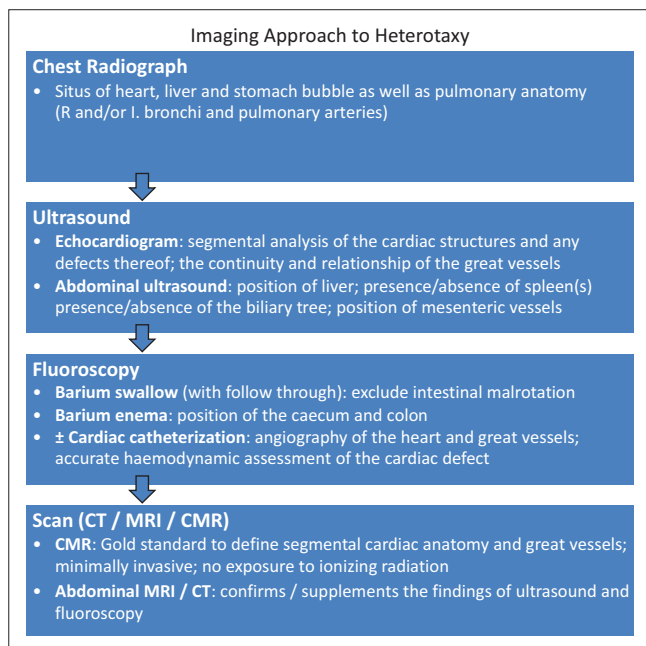 Imaging Approach to Heterotaxy
Chest Radiograph
• Situs of heart, liver and stomach bubble as well as pulmonary anatomy
(R and/or I. bronchi and pulmonary arteries)
Ultrasound
• Echocardiogram: segmental analysis of the cardiac structures and any
defects thereof; the continuity and relationship of the great vessels
• Abdominal ultrasound: position of liver; presence/absence of spleen(s)
presence/absence of the biliary tree; position of mesenteric vessels
Fluoroscopy
• Barium swallow (with follow through): exclude intestinal malrotation
• Barium enema: position of the caecum and colon
• ± Cardiac catheterization: angiography of the heart and great vessels;
accurate haemodynamic assessment of the cardiac defect
Scan (CT / MRI / CMR)
• CMR: Gold standard to define segmental cardiac anatomy and great vessels;
minimally invasive; no exposure to ionizing radiation
• Abdominal MRI / CT: confirms / supplements the findings of ultrasound and
fluoroscopy